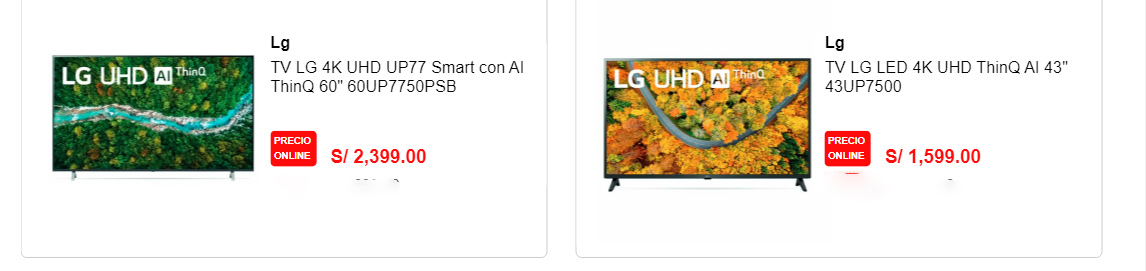 Lg
TV LG 4K UHD UP77 Smart con AI
ThinQ 60" 60UP7750PSB
LG UHD AI ThinQ
PRECIO
ONLINE
S/ 2,399.00
Lg
TV LG LED 4K UHD ThinQ AI 43"
43UP7500
LG UHD AI ThinQ
PRECIO
ONLINE
S/ 1,599.00